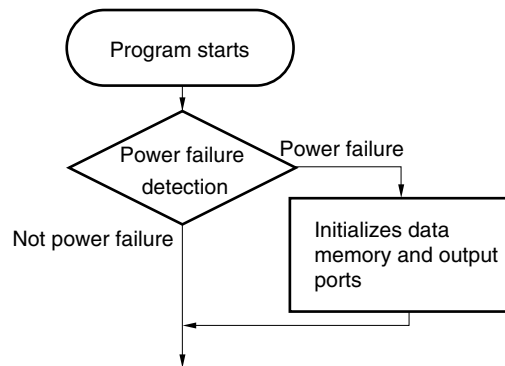 Program starts
Power failure
detection
Power failure
Not power failure
Initializes data
memory and output
ports